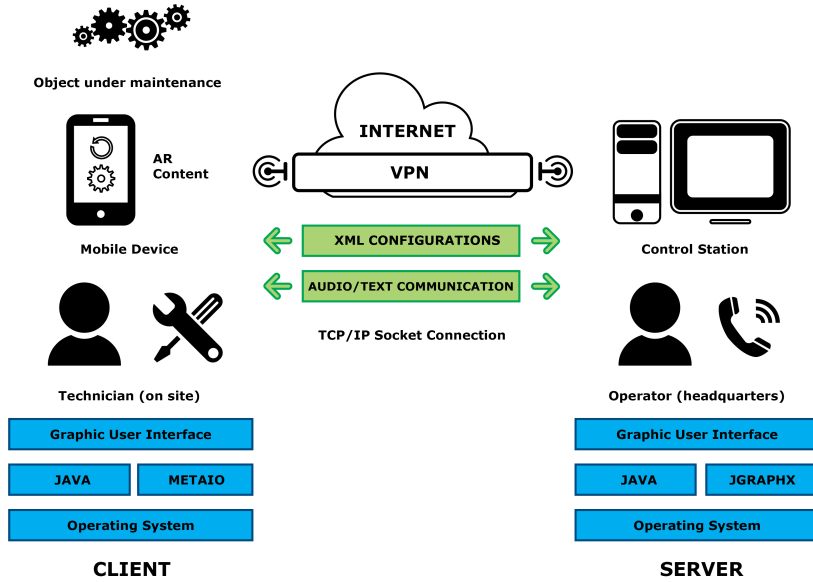 Object under maintenance
AR
Content
Mobile Device
Technician (on site)
Graphic User Interface
JAVA
METAIO
Operating System
CLIENT
INTERNET
VPN
XML CONFIGURATIONS
AUDIO/TEXT COMMUNICATION
TCP/IP Socket Connection
Control Station
Operator (headquarters)
Graphic User Interface
JAVA
JGRAPHX
Operating System
SERVER